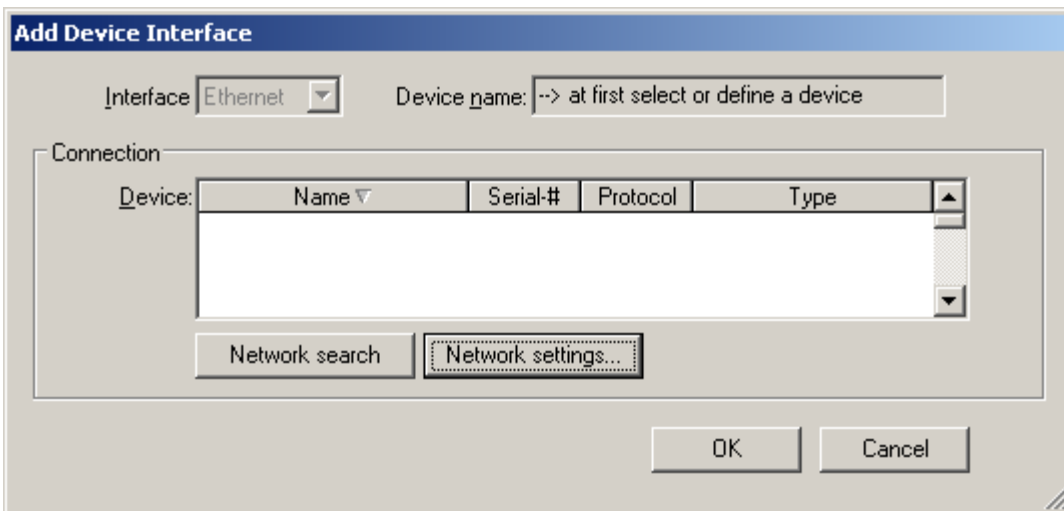 Add Device Interface
Interface Ethernet Device name: --> at first select or define a device
Connection
Device: Name Serial-# Protocol Type
Network search Network settings...
OK Cancel